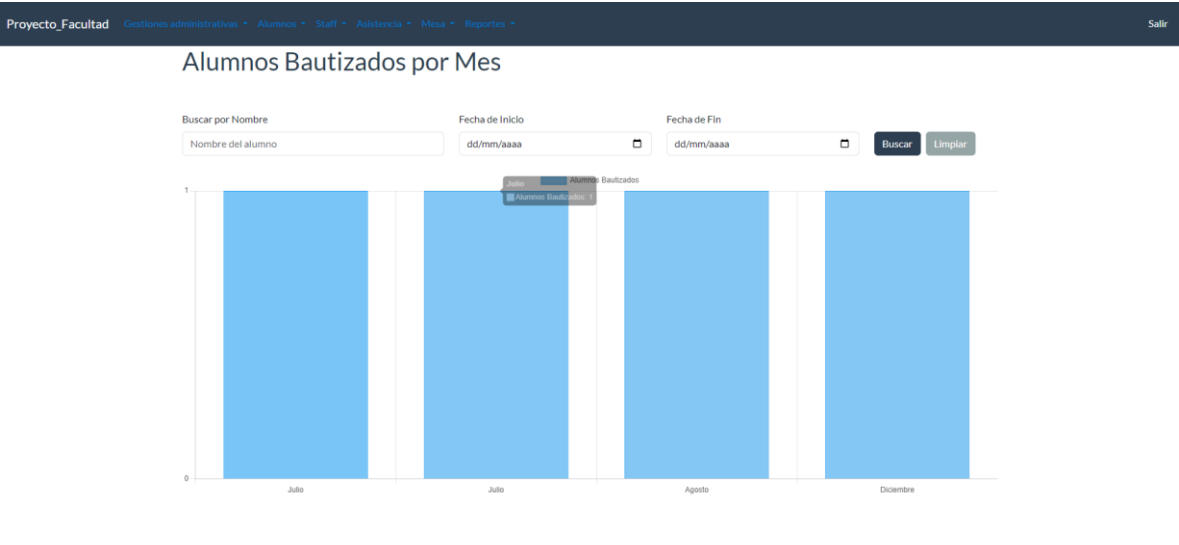 Proyecto_Facultad Gestiones administrativas Alumnos Staff Asistencia Mesa Reportes Salir
Alumnos Bautizados por Mes
Buscar por Nombre Fecha de Inicio Fecha de Fin
Nombre del alumno dd/mm/aaaa dd/mm/aaaa Buscar Limpiar
Alumnos Bautizados
Julio
Alumnos Bautizados: 1
1
0
Julio Julio Agosto Diciembre